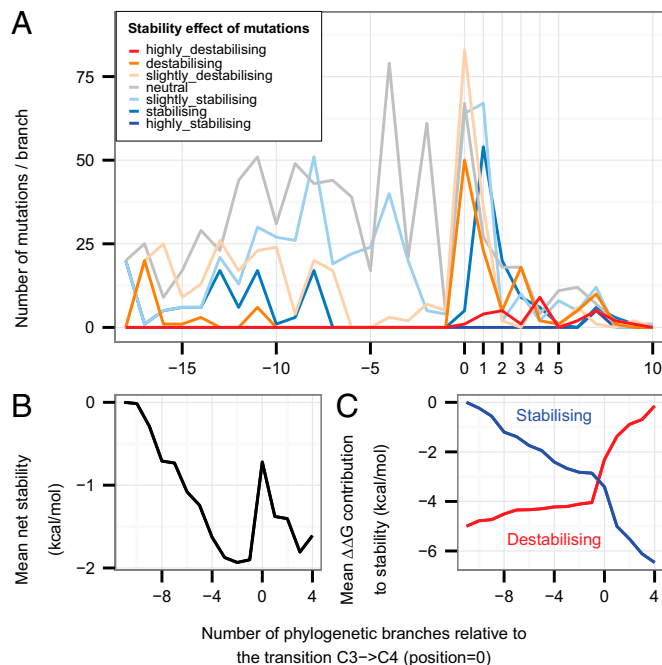 A
Stability effect of mutations
highly_destabilising
destabilising
slightly_destabilising
neutral
slightly_stabilising
stabilising
highly_stabilising
Number of mutations / branch
75
50
25
0
−15
−10
−5
0
1
2
3
4
5
10
B
Mean net stability
(kcal/mol)
0
−1
−2
−8
−4
0
4
C
Mean ΔΔG contribution
to stability (kcal/mol)
0
−2
−4
−6
Stabilising
Destabilising
−8
−4
0
4
Number of phylogenetic branches relative to
the transition C3->C4 (position=0)